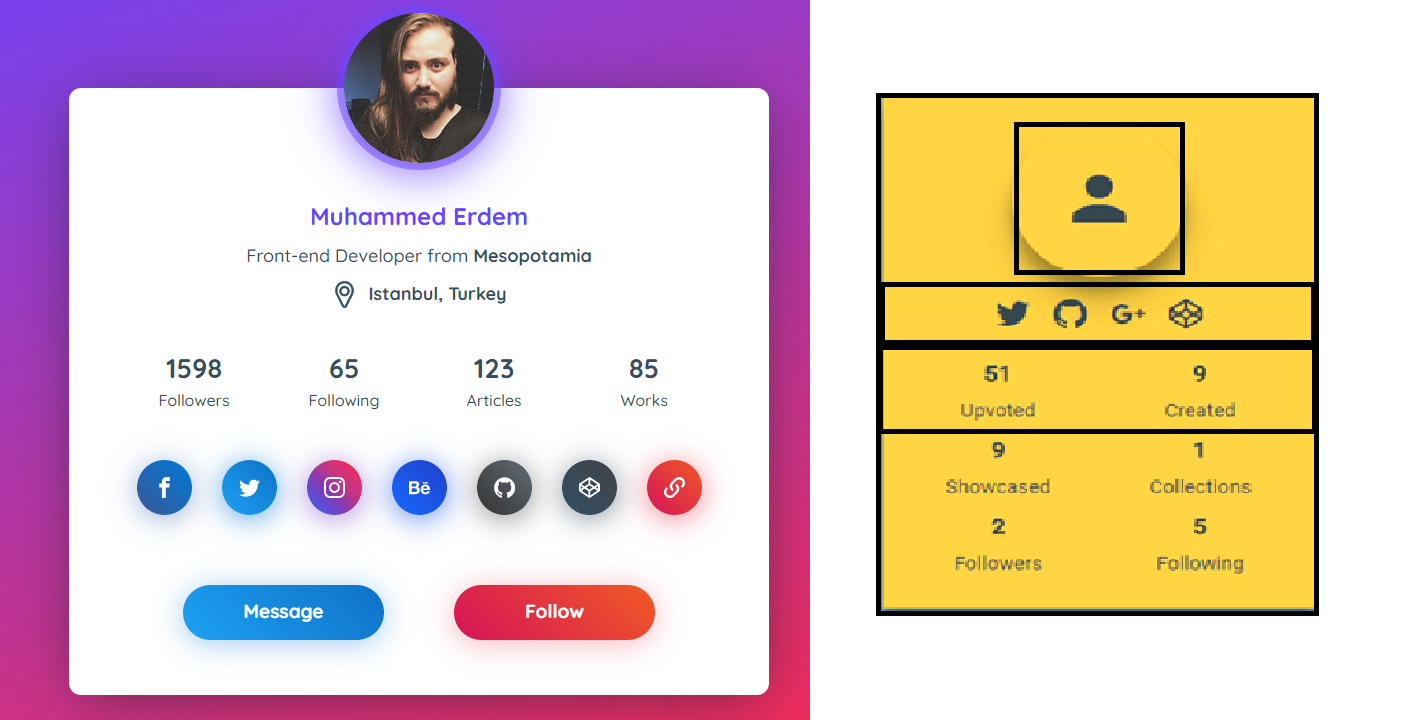 Muhammed Erdem
Front-end Developer from Mesopotamia
Istanbul, Turkey
1598 65 123 85
Followers Following Articles Works
Bē
Message Follow
G+
51 9
Upvoted Created
9 1
Showcased Collections
2 5
Followers Following